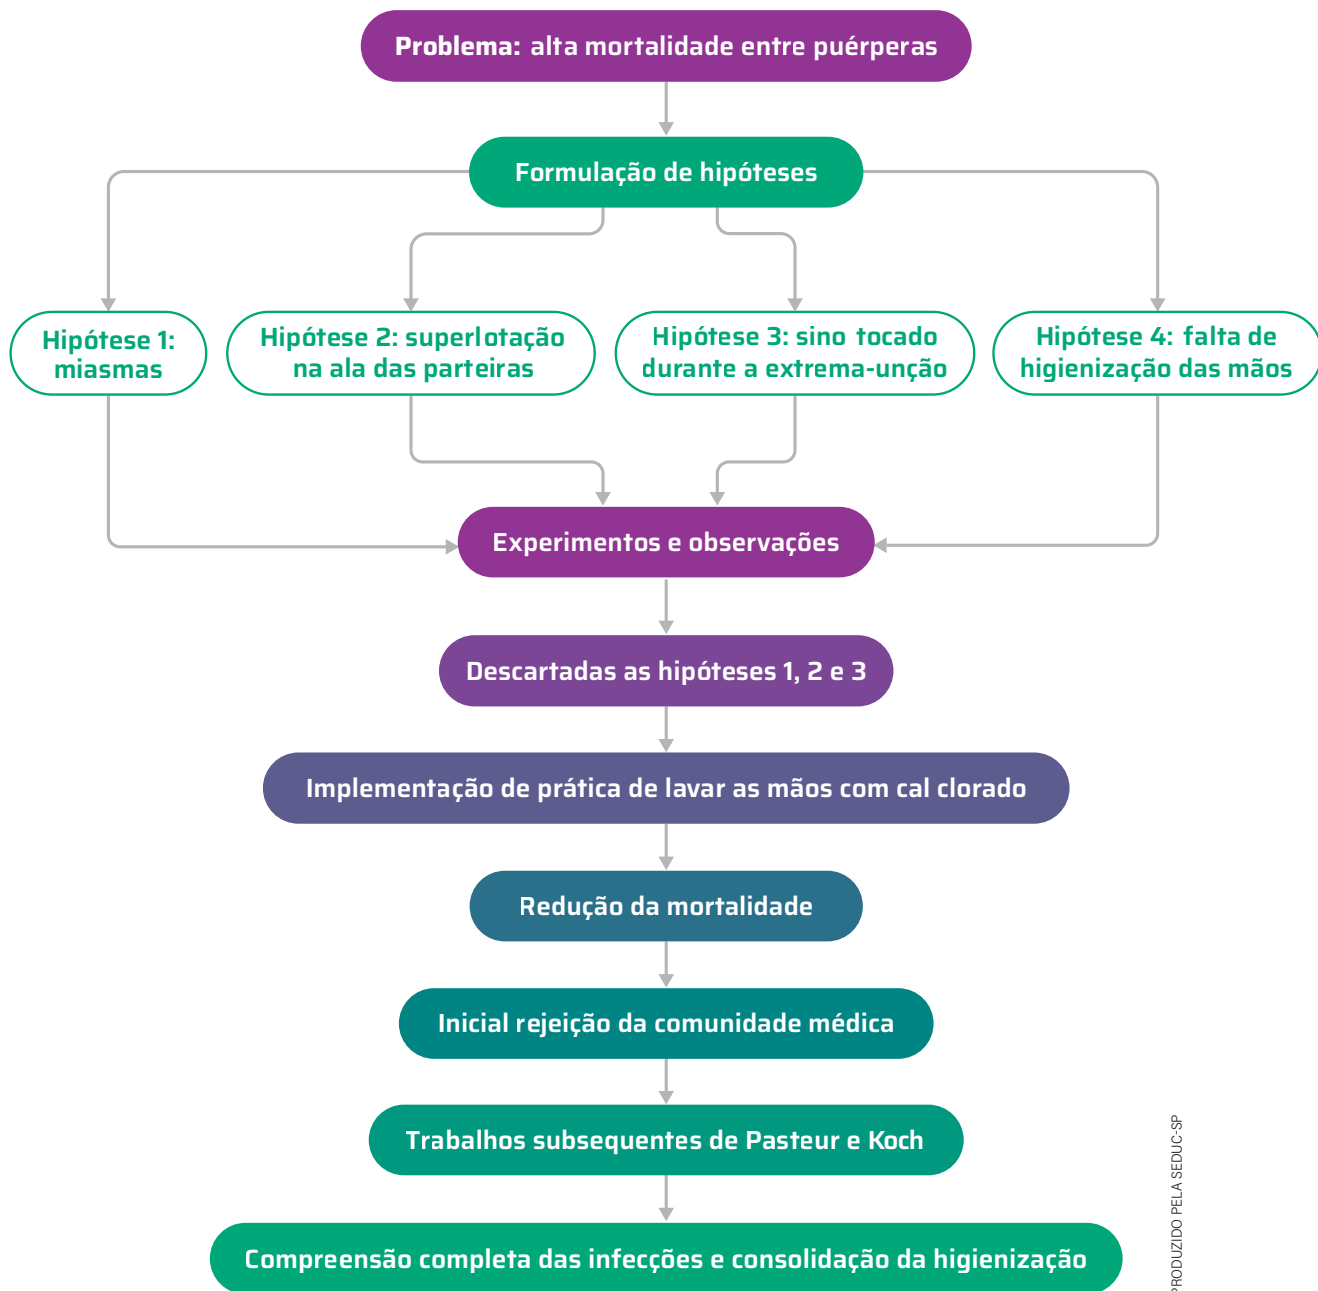 Problema: alta mortalidade entre puérperas
Formulação de hipóteses
Hipótese 1:
miasmas
Hipótese 2: superlotação
na ala das parteiras
Hipótese 3: sino tocado
durante a extrema-unção
Hipótese 4: falta de
higienização das mãos
Experimentos e observações
Descartadas as hipóteses 1, 2 e 3
Implementação de prática de lavar as mãos com cal clorado
Redução da mortalidade
Inicial rejeição da comunidade médica
Trabalhos subsequentes de Pasteur e Koch
Compreensão completa das infecções e consolidação da higienização
PRODUZIDO PELA SEDUC-SP